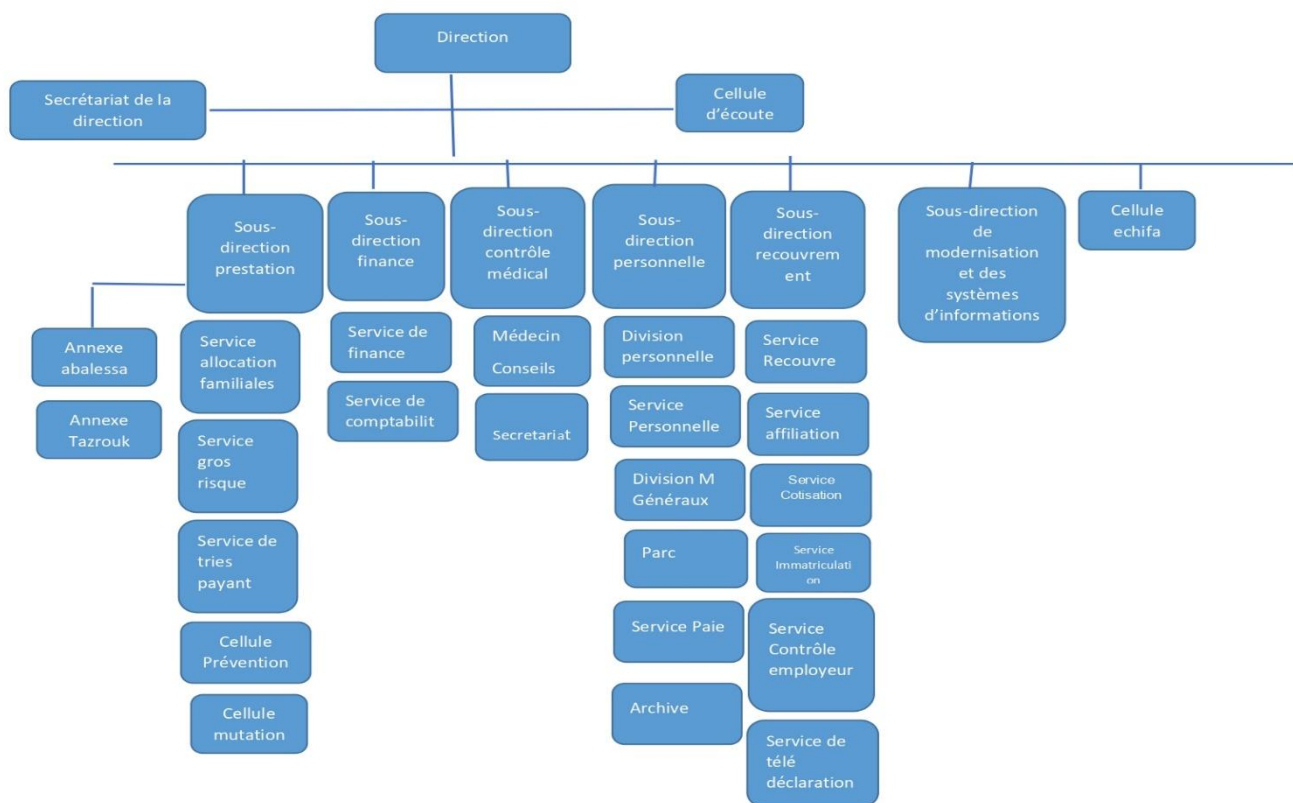 Direction
Secrétariat de la
direction
Cellule
d'écoute
Sous-
direction
prestation
Sous-
direction
finance
Sous-
direction
contrôle
médical
Sous-
direction
personnelle
Sous-
direction
recouvrem
ent
Sous-direction
de
modernisation
et des
systèmes
d'informations
Cellule
echifa
Annexe
abalessa
Annexe
Tazrouk
Service
allocation
familiales
Service
gros
risque
Service de
tries
payant
Cellule
Prévention
Cellule
mutation
Service de
finance
Service de
comptabilit
Médecin
Conseils
Secretariat
Division
personnelle
Service
Personnelle
Division M
Généraux
Parc
Service Paie
Archive
Service
Recouvre
Service
affiliation
Service
Cotisation
Service
Immatriculati
on
Service
Contrôle
employeur
Service de
télé
déclaration